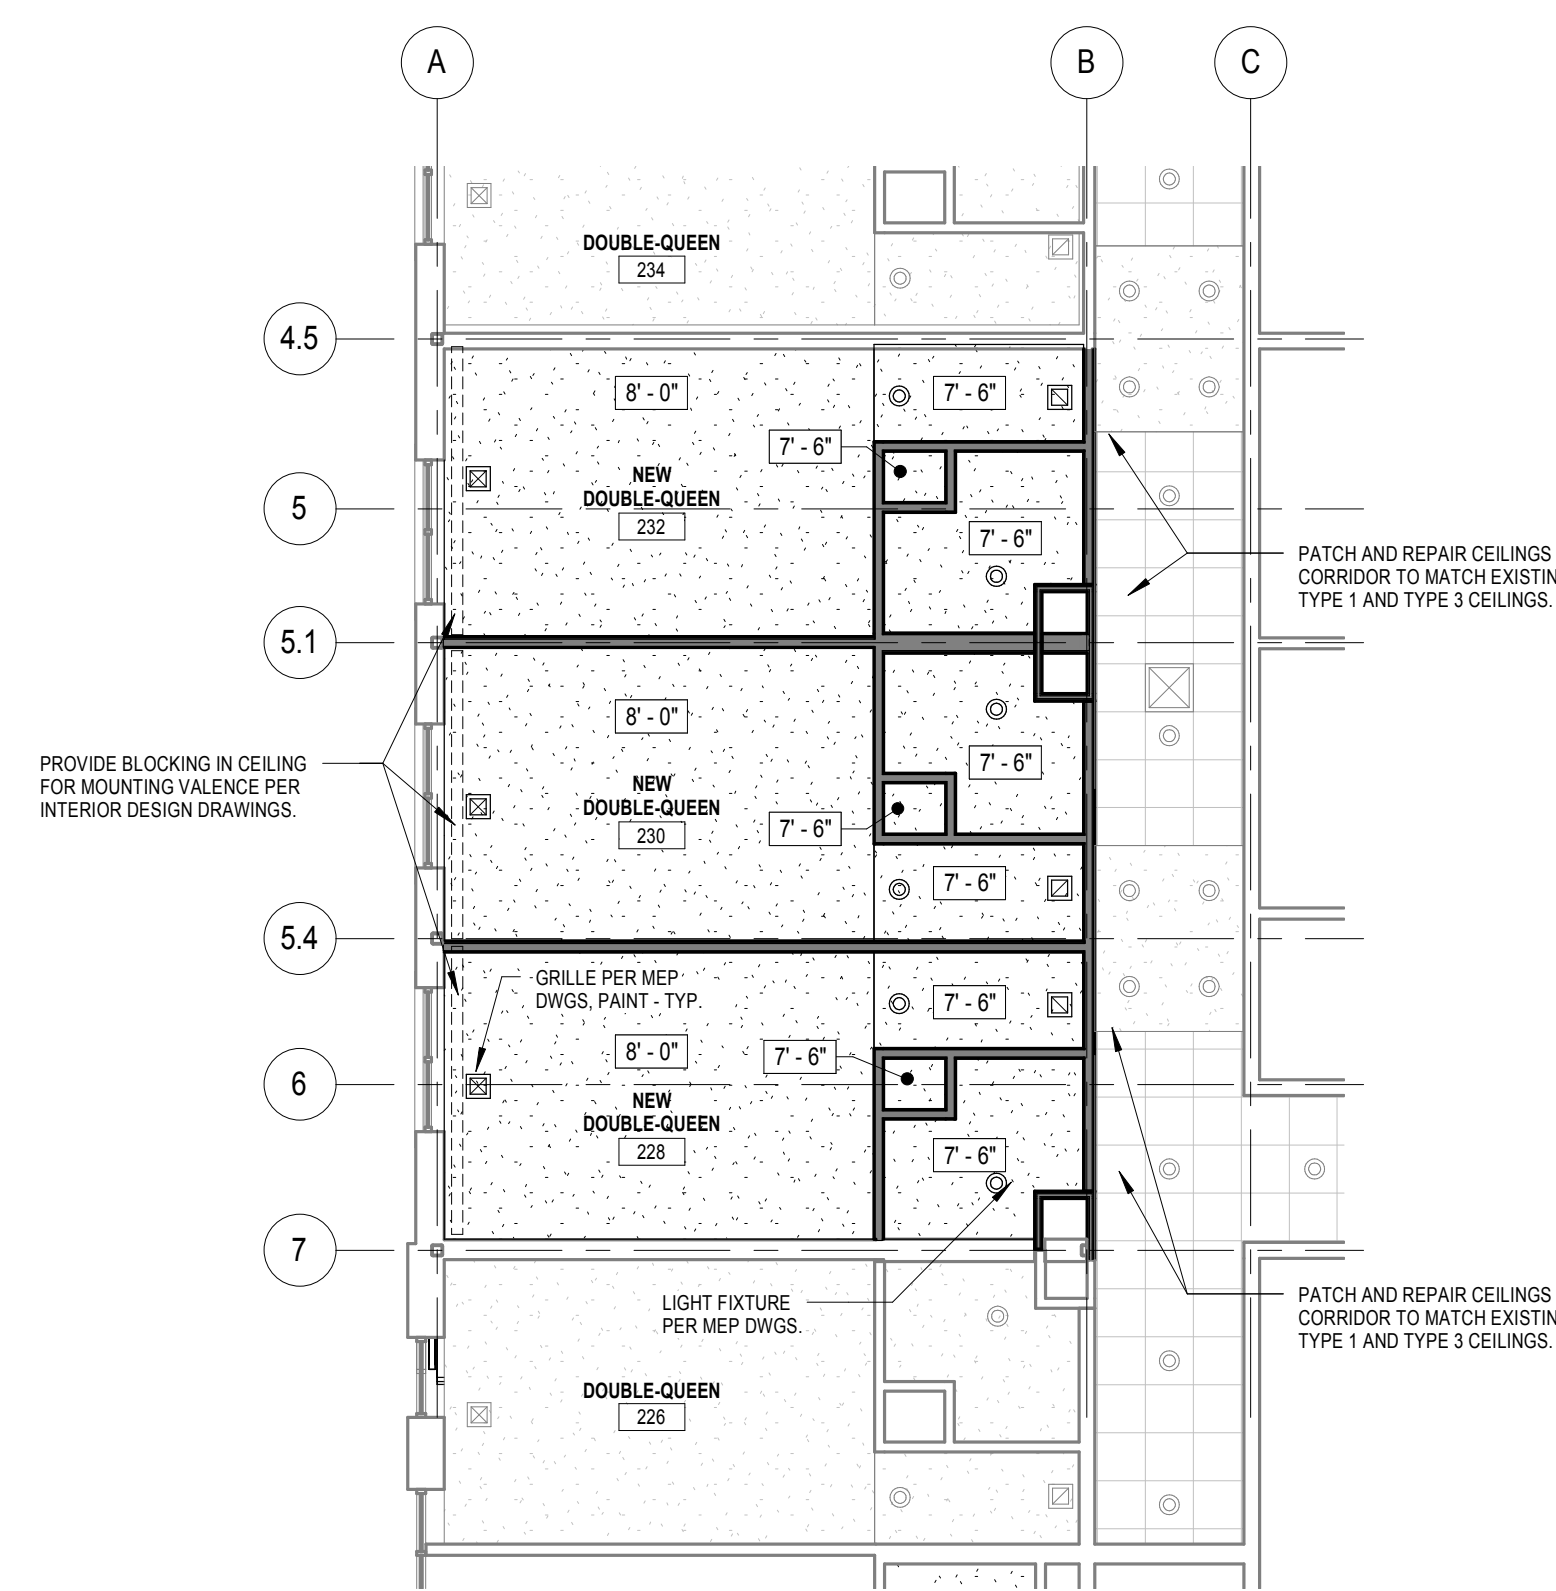 A
B
C
DOUBLE-QUEEN
234
4.5
8' - 0"
7' - 6"
7' - 6"
NEW
DOUBLE-QUEEN
232
5
7' - 6"
PATCH AND REPAIR CEILINGS
CORRIDOR TO MATCH EXISTIN
TYPE 1 AND TYPE 3 CEILINGS.
5.1
8' - 0"
7' - 6"
PROVIDE BLOCKING IN CEILING
FOR MOUNTING VALENCE PER
INTERIOR DESIGN DRAWINGS.
NEW
DOUBLE-QUEEN
230
7' - 6"
7' - 6"
5.4
GRILLE PER MEP
DWGS, PAINT - TYP.
7' - 6"
8' - 0"
7' - 6"
6
NEW
DOUBLE-QUEEN
228
7' - 6"
7
LIGHT FIXTURE
PER MEP DWGS.
PATCH AND REPAIR CEILINGS
CORRIDOR TO MATCH EXISTIN
TYPE 1 AND TYPE 3 CEILINGS.
DOUBLE-QUEEN
226